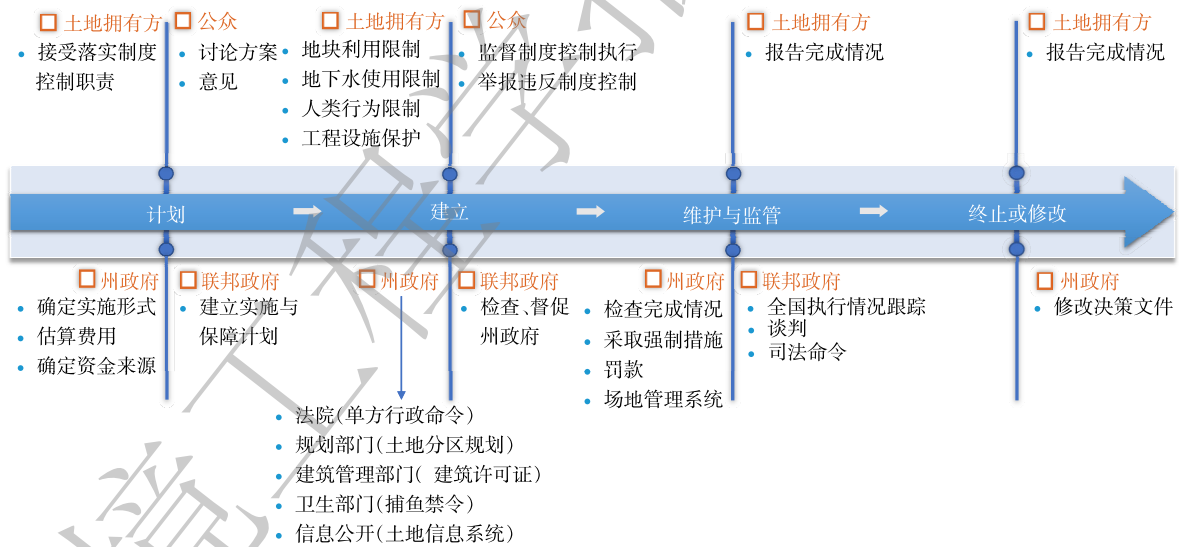 土地拥有方
接受落实制度
控制职责
公众
讨论方案
意见
土地拥有方
地块利用限制
地下水使用限制
人类行为限制
工程设施保护
公众
监督制度控制执行
举报违反制度控制
土地拥有方
报告完成情况
土地拥有方
报告完成情况
计划
建立
维护与监管
终止或修改
州政府
确定实施形式
估算费用
确定资金来源
联邦政府
建立实施与
保障计划
州政府
法院(单方行政命令)
规划部门(土地分区规划)
建筑管理部门( 建筑许可证)
卫生部门(捕鱼禁令)
信息公开(土地信息系统)
联邦政府
检查、督促
州政府
州政府
检查完成情况
采取强制措施
罚款
场地管理系统
联邦政府
全国执行情况跟踪
谈判
司法命令
州政府
修改决策文件
境工程学